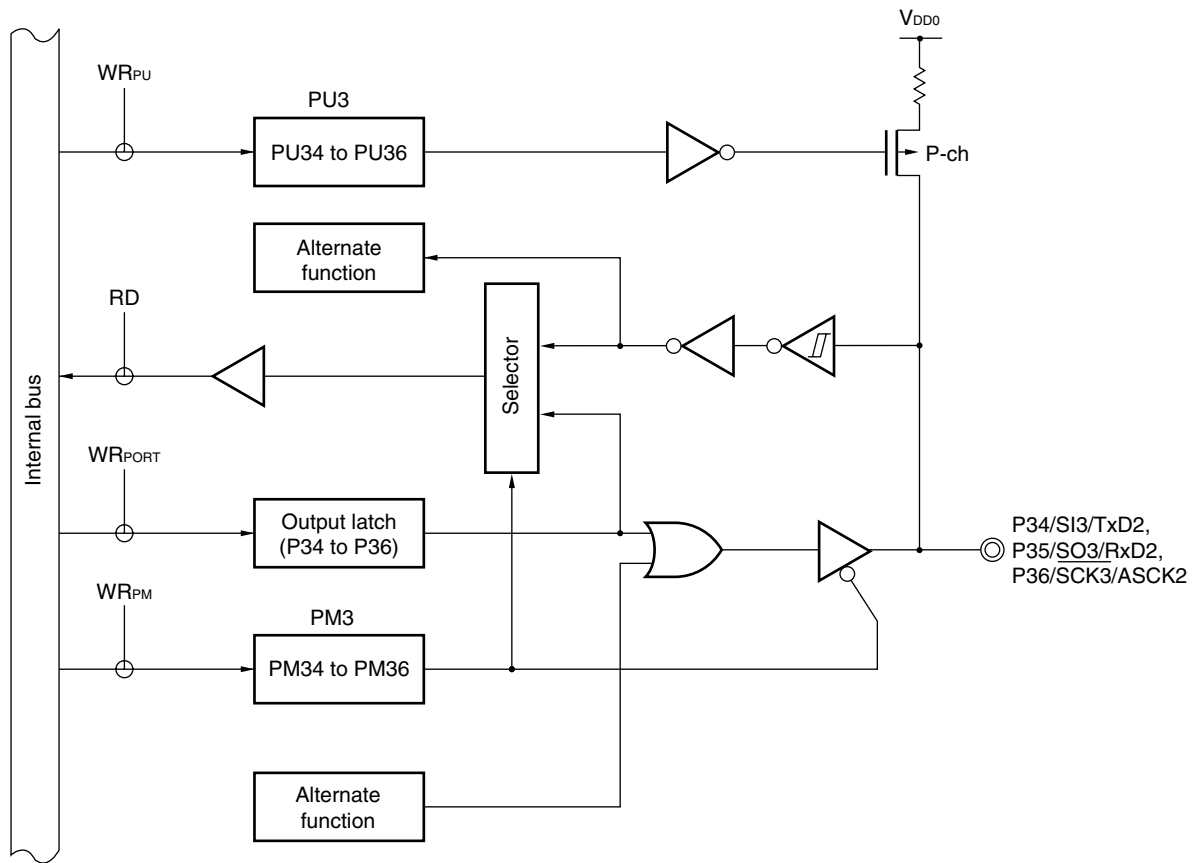 VDD0
WRPU
PU3
PU34 to PU36
P-ch
Alternate
function
RD
Selector
Internal bus
WRPORT
Output latch
(P34 to P36)
P34/SI3/TxD2,
P35/SO3/RxD2,
P36/SCK3/ASCK2
WRPM
PM3
PM34 to PM36
Alternate
function